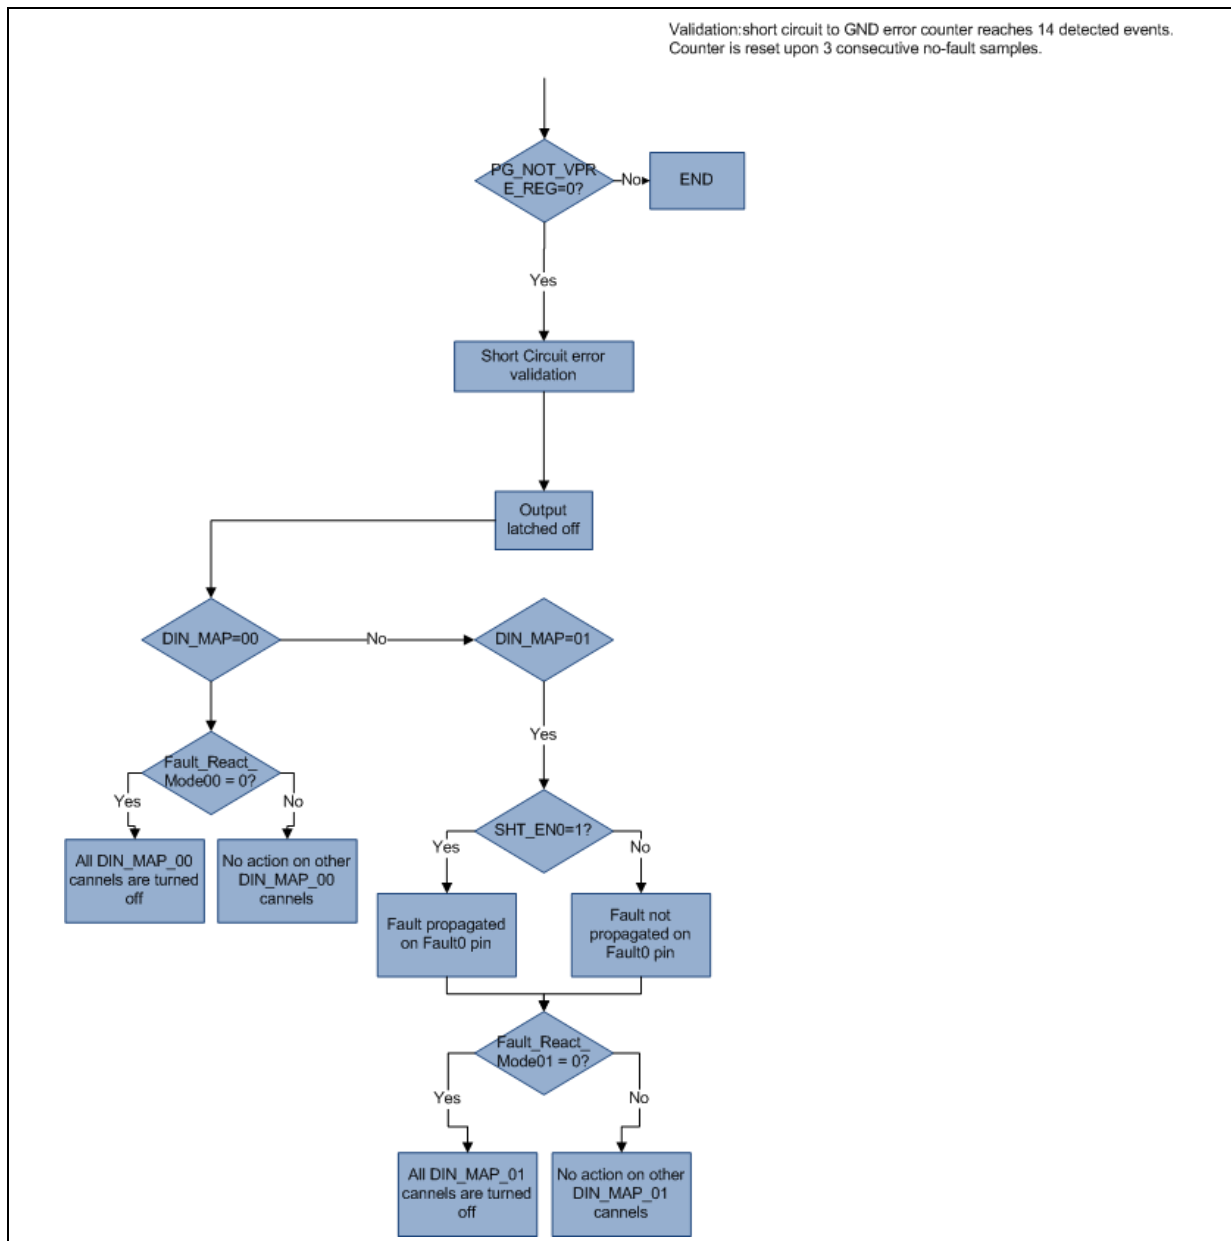 Validation:short circuit to GND error counter reaches 14 detected events.
Counter is reset upon 3 consecutive no-fault samples.
PG_NOT_VPR
E_REG=0?
No
END
Yes
Short Circuit error
validation
Output
latched off
DIN_MAP=00
No
DIN_MAP=01
Yes
Fault_React_
Mode00 = 0?
Yes
No
All DIN_MAP_00
cannels are turned
off
No action on other
DIN_MAP_00
cannels
SHT_EN0=1?
Yes
No
Fault propagated
on Fault0 pin
Fault not
propagated on
Fault0 pin
Fault_React_
Mode01 = 0?
Yes
No
All DIN_MAP_01
cannels are turned
off
No action on other
DIN_MAP_01
cannels